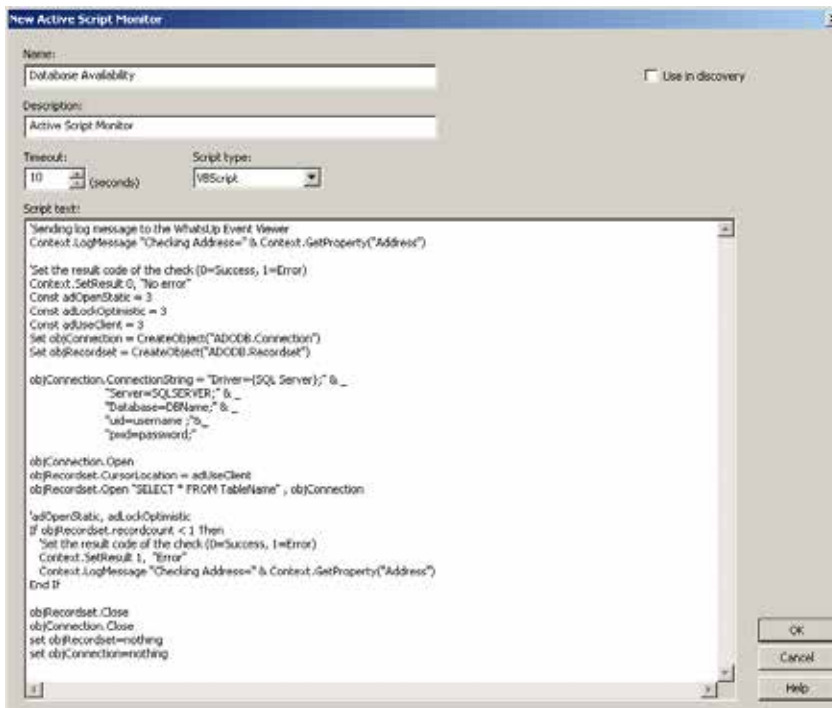 New Active Script Monitor
Name:
Database Availability
Use in discovery
Description:
Active Script Monitor
Timeout:
Script type:
10
(seconds)
VBScript
Script text:
'Sending log message to the WhatsUp Event Viewer
Context.LogMessage "Checking Address=" & Context.GetProperty("Address")
'Set the result code of the check (0=Success, 1=Error)
Context.SetResult 0, "No error"
Const adOpenStatic = 3
Const adLockOptimistic = 3
Const adUseClient = 3
Set objConnection = CreateObject("ADODB.Connection")
Set objRecordset = CreateObject("ADODB.Recordset")
objConnection.ConnectionString = "Driver={SQL Server};" & _
"Server=SQLSERVER;" & _
"Database=DBName;" & _
"uid=username ;"&_
"pwd=password;"
objConnection.Open
objRecordset.CursorLocation = adUseClient
objRecordset.Open "SELECT * FROM TableName" , objConnection
'adOpenStatic, adLockOptimistic
If objRecordset.recordcount < 1 Then
'Set the result code of the check (0=Success, 1=Error)
Context.SetResult 1, "Error"
Context.LogMessage "Checking Address=" & Context.GetProperty("Address")
End If
objRecordset.Close
objConnection.Close
set objRecordset=nothing
set objConnection=nothing
OK
Cancel
Help